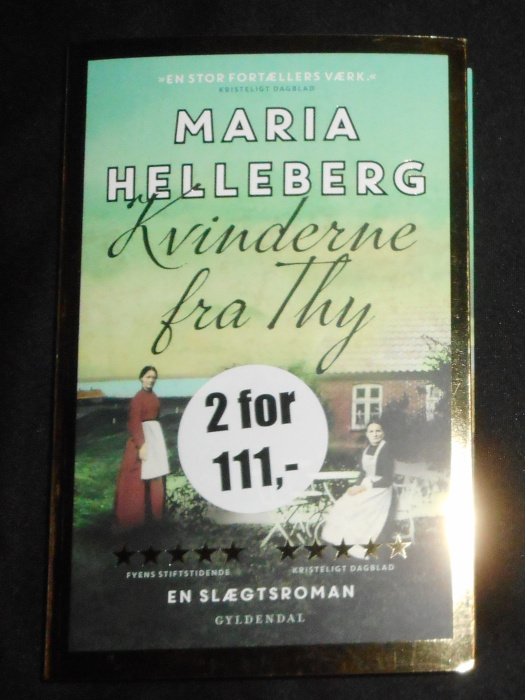 »EN STOR FORTÆLLERS VÆRK.«
KRISTELIGT DAGBLAD
MARIA
HELLEBERG
Kvinderne
fra Thy
2 for
111,-
FYENS STIFTSTIDENDE
KRISTELIGT DAGBLAD
EN SLÆGTSROMAN
GYLDENDAL